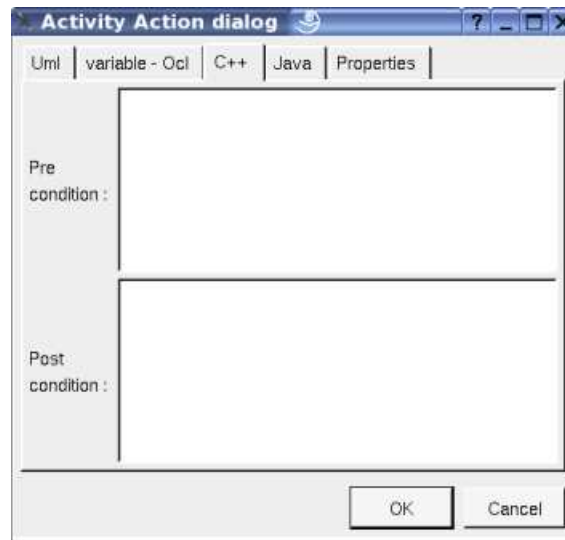 Activity Action dialog
Uml variable - Ocl C++ Java Properties
Pre
condition :
Post
condition :
OK Cancel